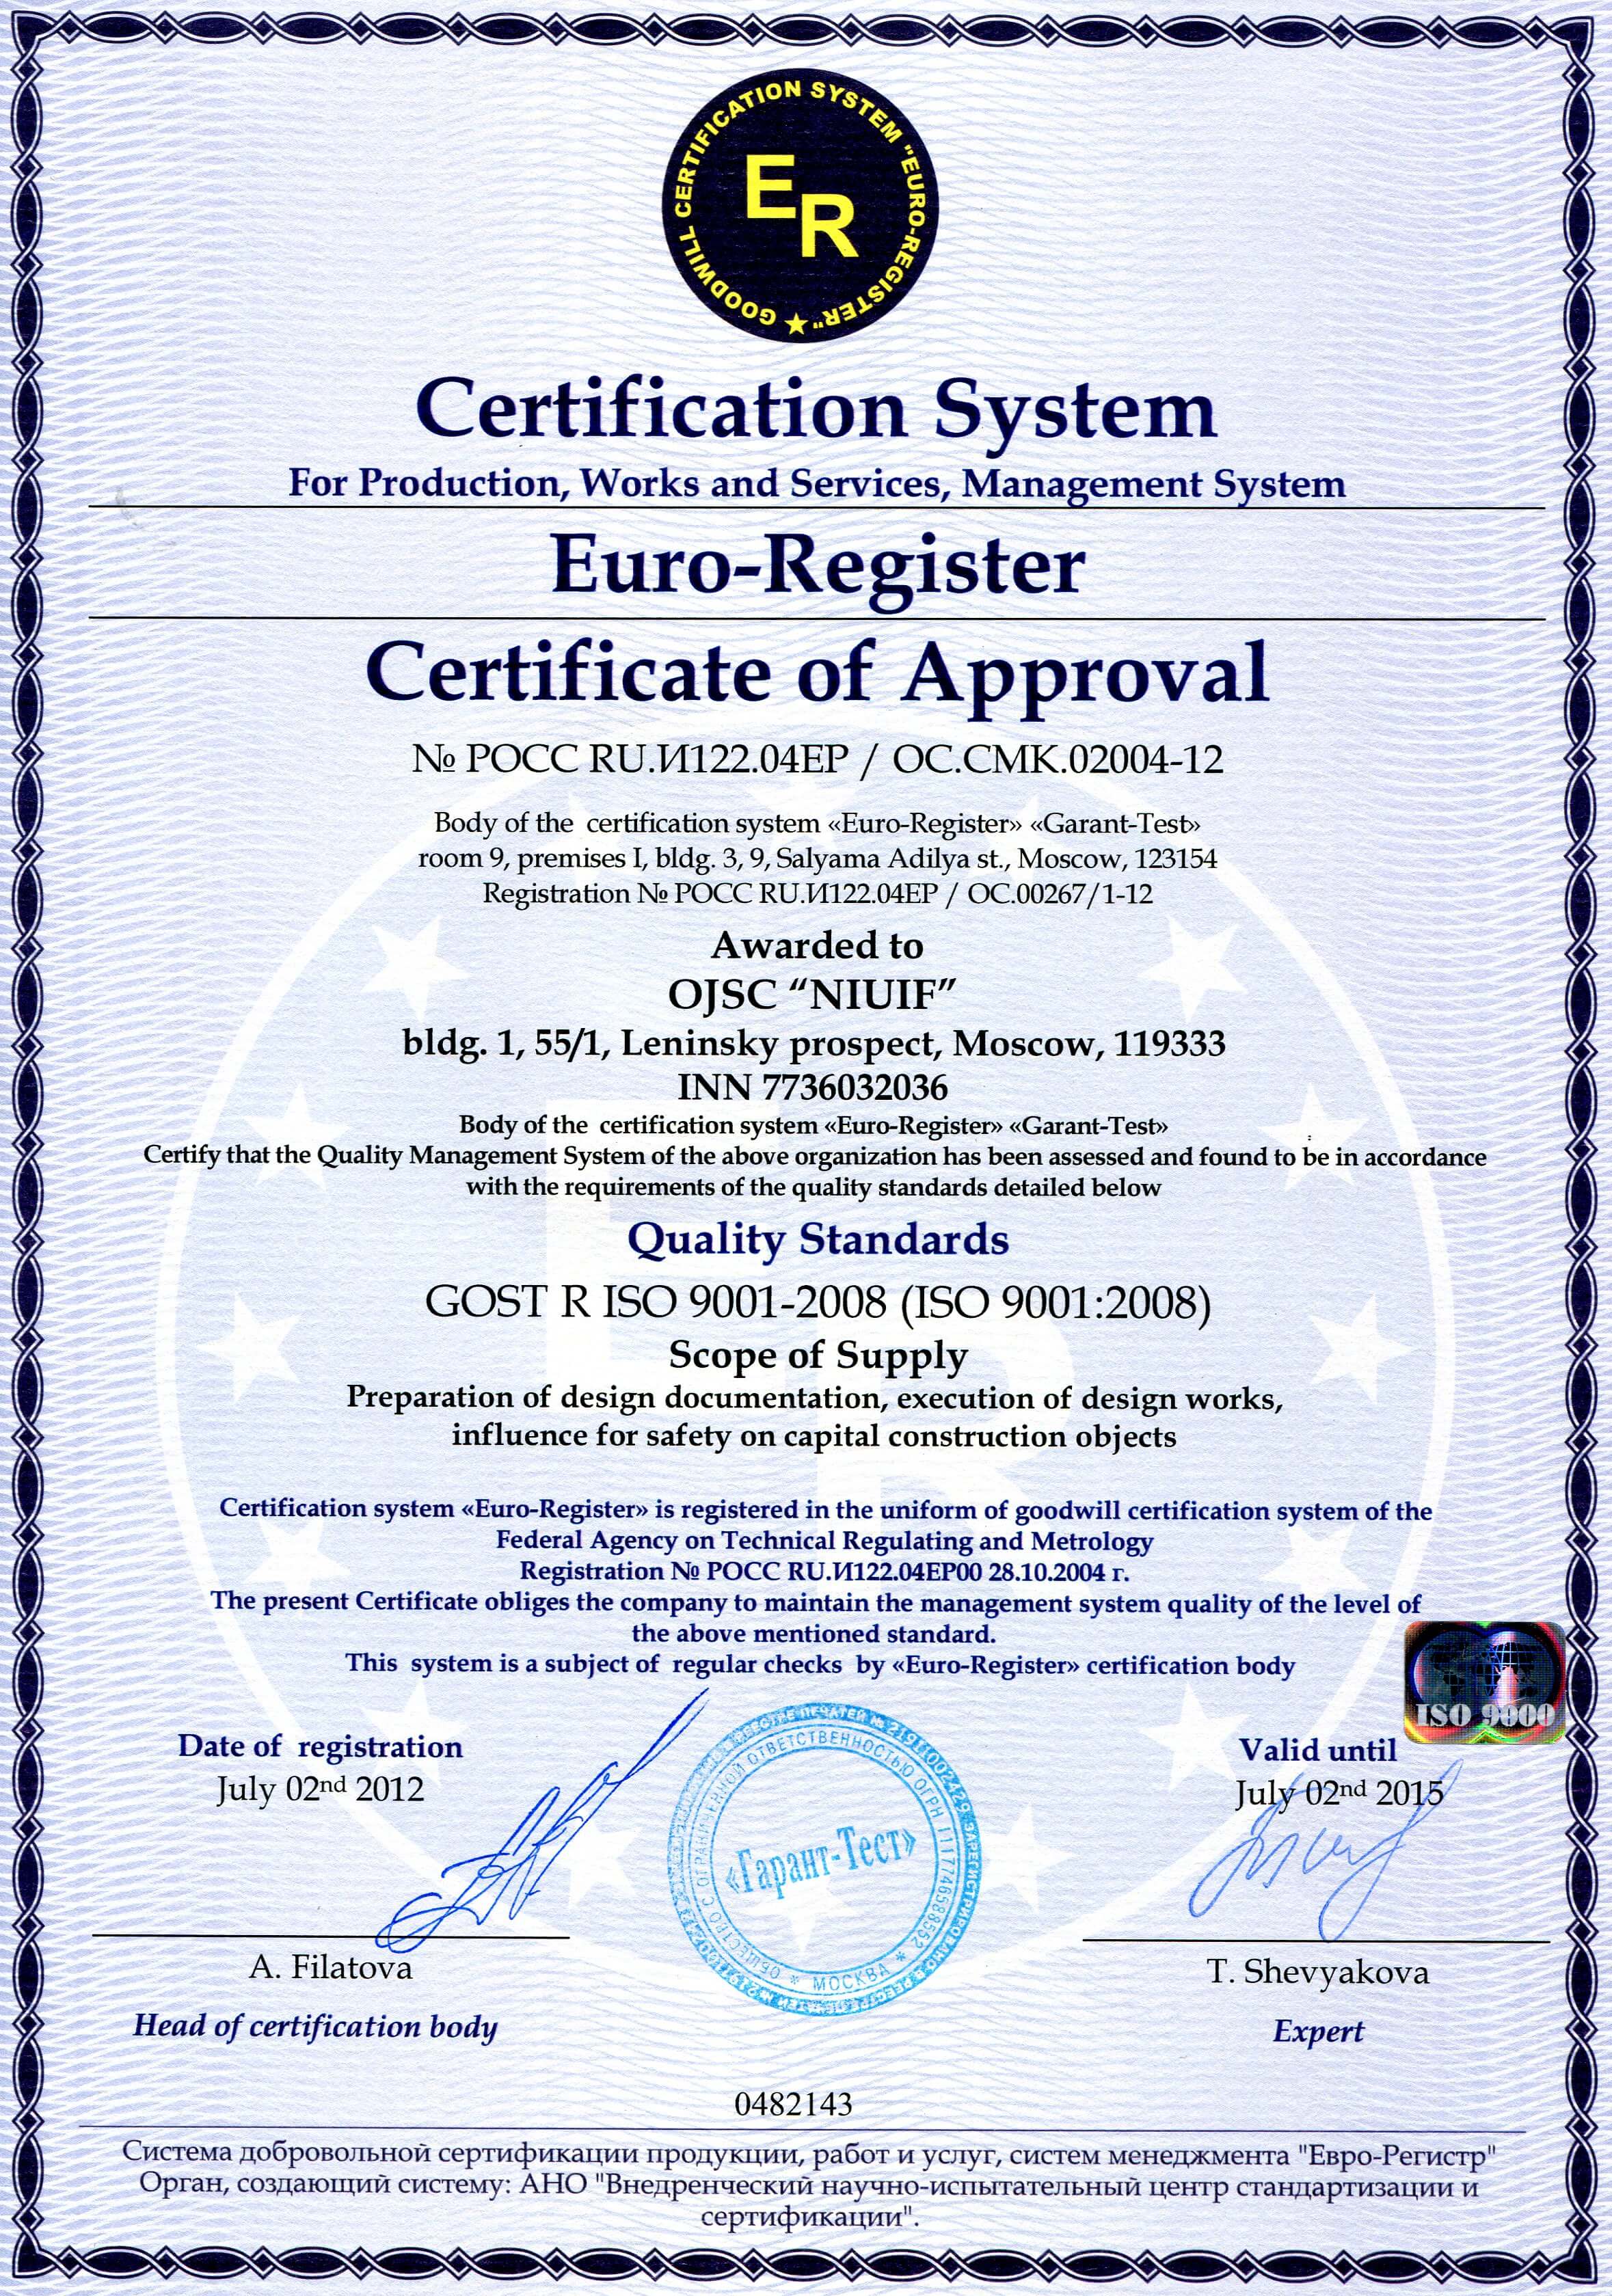 GOODWILL CERTIFICATION SYSTEM "EURO-REGISTER"
ER
Certification System
For Production, Works and Services, Management System
Euro-Register
Certificate of Approval
№ РОСС RU.И122.04ЕР / ОС.СМК.02004-12
Body of the certification system «Euro-Register» «Garant-Test»
room 9, premises I, bldg. 3, 9, Salyama Adilya st., Moscow, 123154
Registration № РОСС RU.И122.04ЕР / ОС.00267/1-12
Awarded to
OJSC “NIUIF”
bldg. 1, 55/1, Leninsky prospect, Moscow, 119333
INN 7736032036
Body of the certification system «Euro-Register» «Garant-Test»
Certify that the Quality Management System of the above organization has been assessed and found to be in accordance
with the requirements of the quality standards detailed below
Quality Standards
GOST R ISO 9001-2008 (ISO 9001:2008)
Scope of Supply
Preparation of design documentation, execution of design works,
influence for safety on capital construction objects
Certification system «Euro-Register» is registered in the uniform of goodwill certification system of the
Federal Agency on Technical Regulating and Metrology
Registration № РОСС RU.И122.04ЕР00 28.10.2004 г.
The present Certificate obliges the company to maintain the management system quality of the level of
the above mentioned standard.
This system is a subject of regular checks by «Euro-Register» certification body
ISO 9000
Date of registration
July 02nd 2012
Valid until
July 02nd 2015
ОБЩЕСТВО С ОГРАНИЧЕННОЙ ОТВЕТСТВЕННОСТЬЮ ОГРН 1117746588552
* МОСКВА *
«Гарант-Тест»
A. Filatova
T. Shevyakova
Head of certification body
Expert
0482143
Система добровольной сертификации продукции, работ и услуг, систем менеджмента "Евро-Регистр"
Орган, создающий систему: АНО "Внедренческий научно-испытательный центр стандартизации и
сертификации".